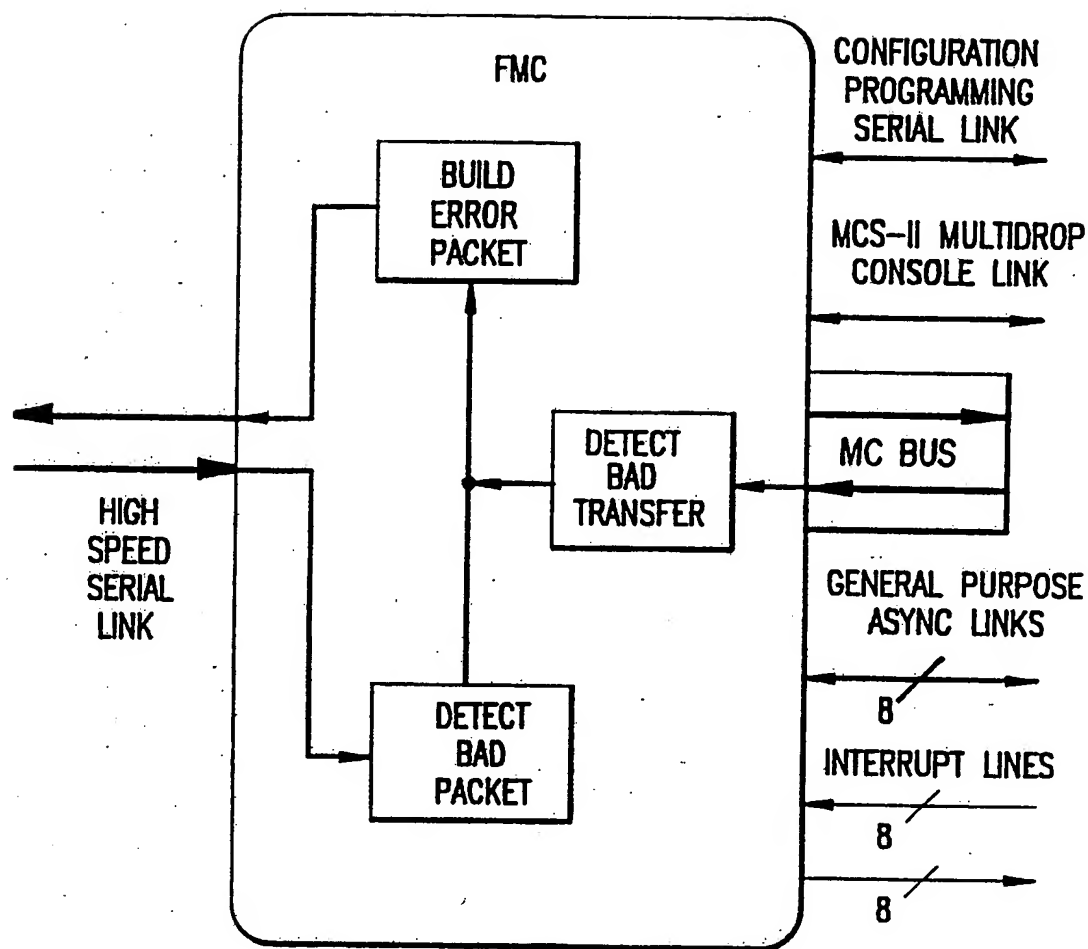 FMC
BUILD
ERROR
PACKET
DETECT
BAD
TRANSFER
DETECT
BAD
PACKET
HIGH
SPEED
SERIAL
LINK
CONFIGURATION
PROGRAMMING
SERIAL LINK
MCS-II MULTIDROP
CONSOLE LINK
MC BUS
GENERAL PURPOSE
ASYNC LINKS
8
INTERRUPT LINES
8
8